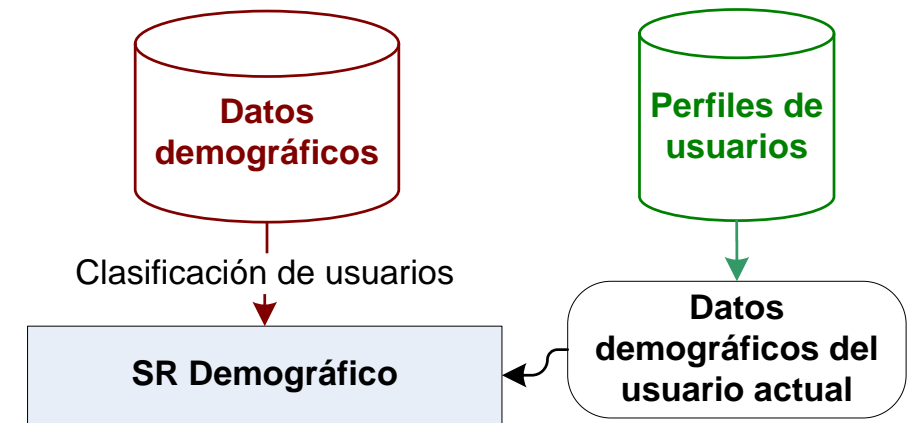 Datos
demográficos
Perfiles de
usuarios
Clasificación de usuarios
SR Demográfico
Datos
demográficos del
usuario actual